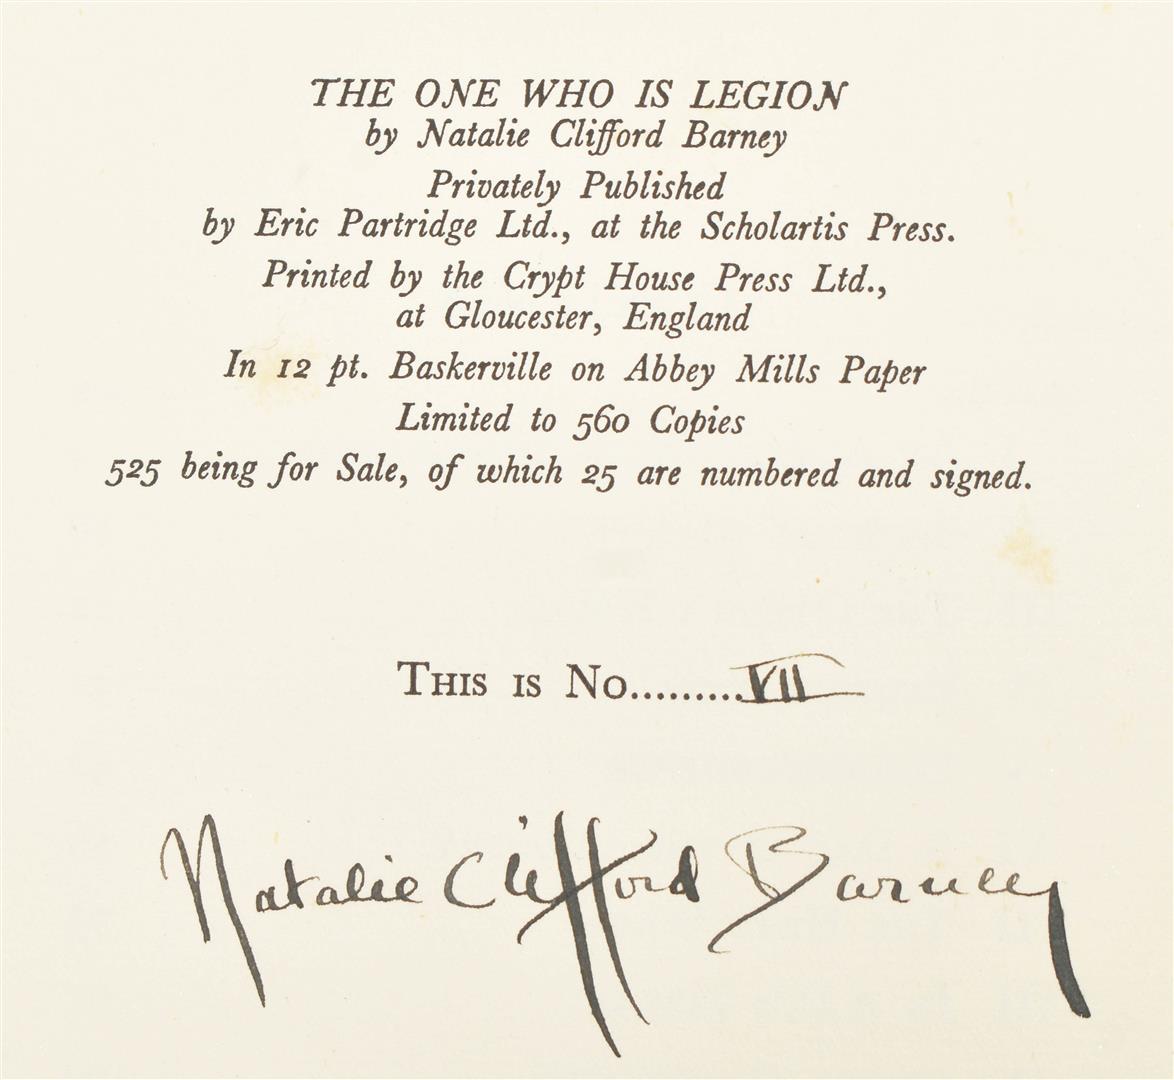 THE ONE WHO IS LEGION
by Natalie Clifford Barney
Privately Published
by Eric Partridge Ltd., at the Scholartis Press.
Printed by the Crypt House Press Ltd.,
at Gloucester, England
In 12 pt. Baskerville on Abbey Mills Paper
Limited to 560 Copies
525 being for Sale, of which 25 are numbered and signed.
THIS IS NO.........VII
Natalie Clifford Barney